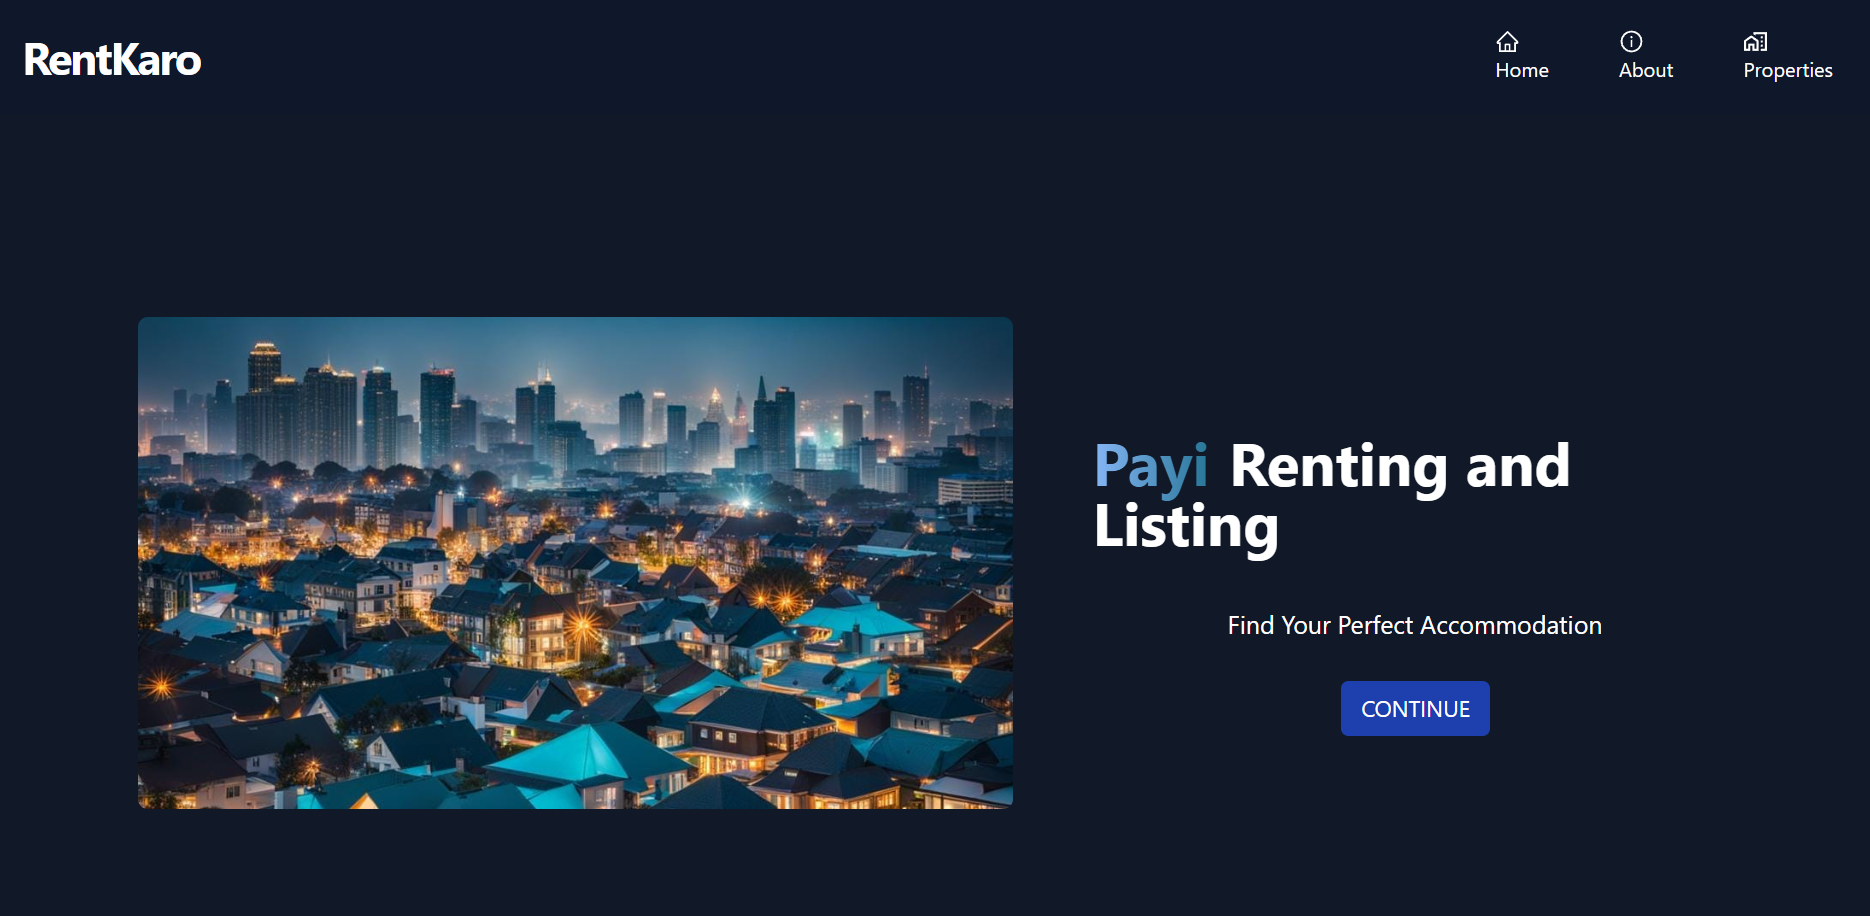 RentKaro
Home
About
Properties
Payi Renting and
Listing
Find Your Perfect Accommodation
CONTINUE